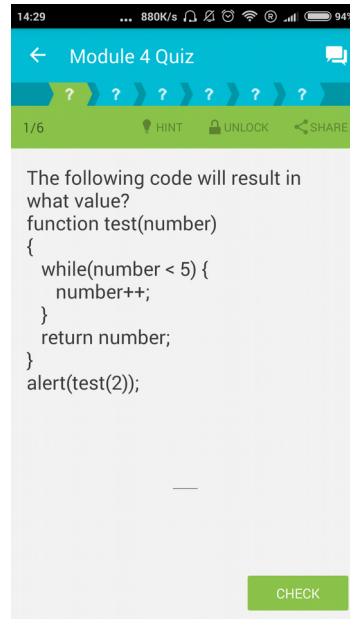 14:29 ... 880K/s R 94%
Module 4 Quiz
? ? ? ? ? ?
1/6 HINT UNLOCK SHARE
The following code will result in
what value?
function test(number)
{
while(number < 5) {
number++;
}
return number;
}
alert(test(2));
CHECK